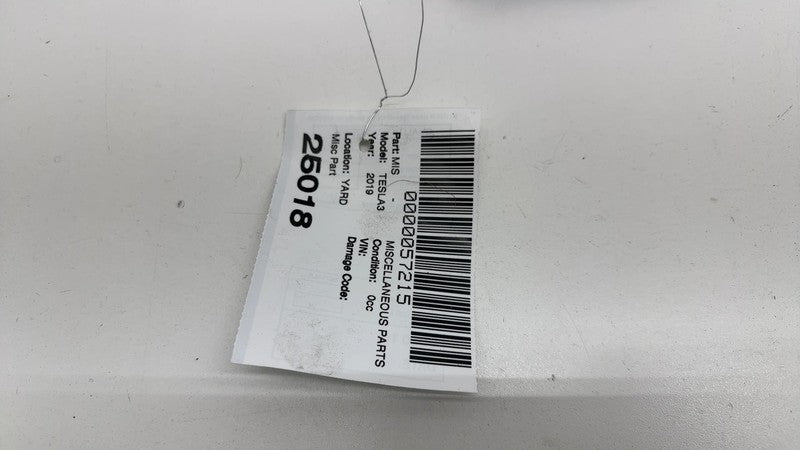 0000057215
Part: MIS - MISCELLANEOUS PARTS
Model: TESLA3 Condition: 0cc
Year: 2019 VIN:
Location: YARD Damage Code:
Misc Part
25018